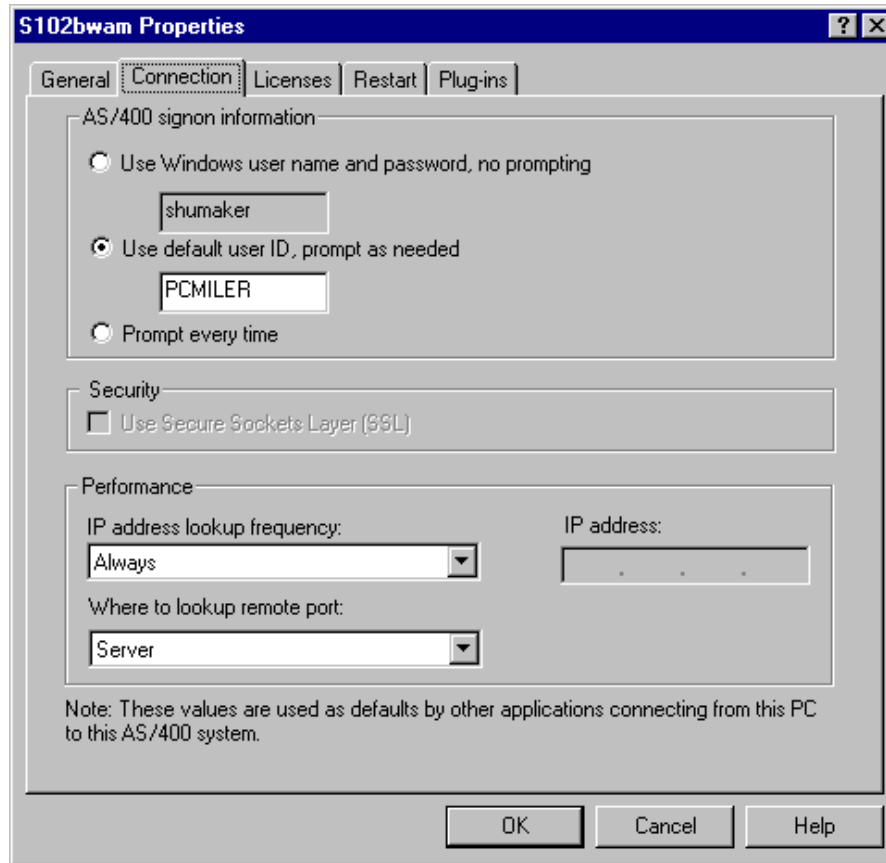 S102bwam Properties
General Connection Licenses Restart Plug-ins
AS/400 signon information
Use Windows user name and password, no prompting
shumaker
Use default user ID, prompt as needed
PCMILER
Prompt every time
Security
Use Secure Sockets Layer (SSL)
Performance
IP address lookup frequency: IP address:
Always . . .
Where to lookup remote port:
Server
Note: These values are used as defaults by other applications connecting from this PC
to this AS/400 system.
OK Cancel Help